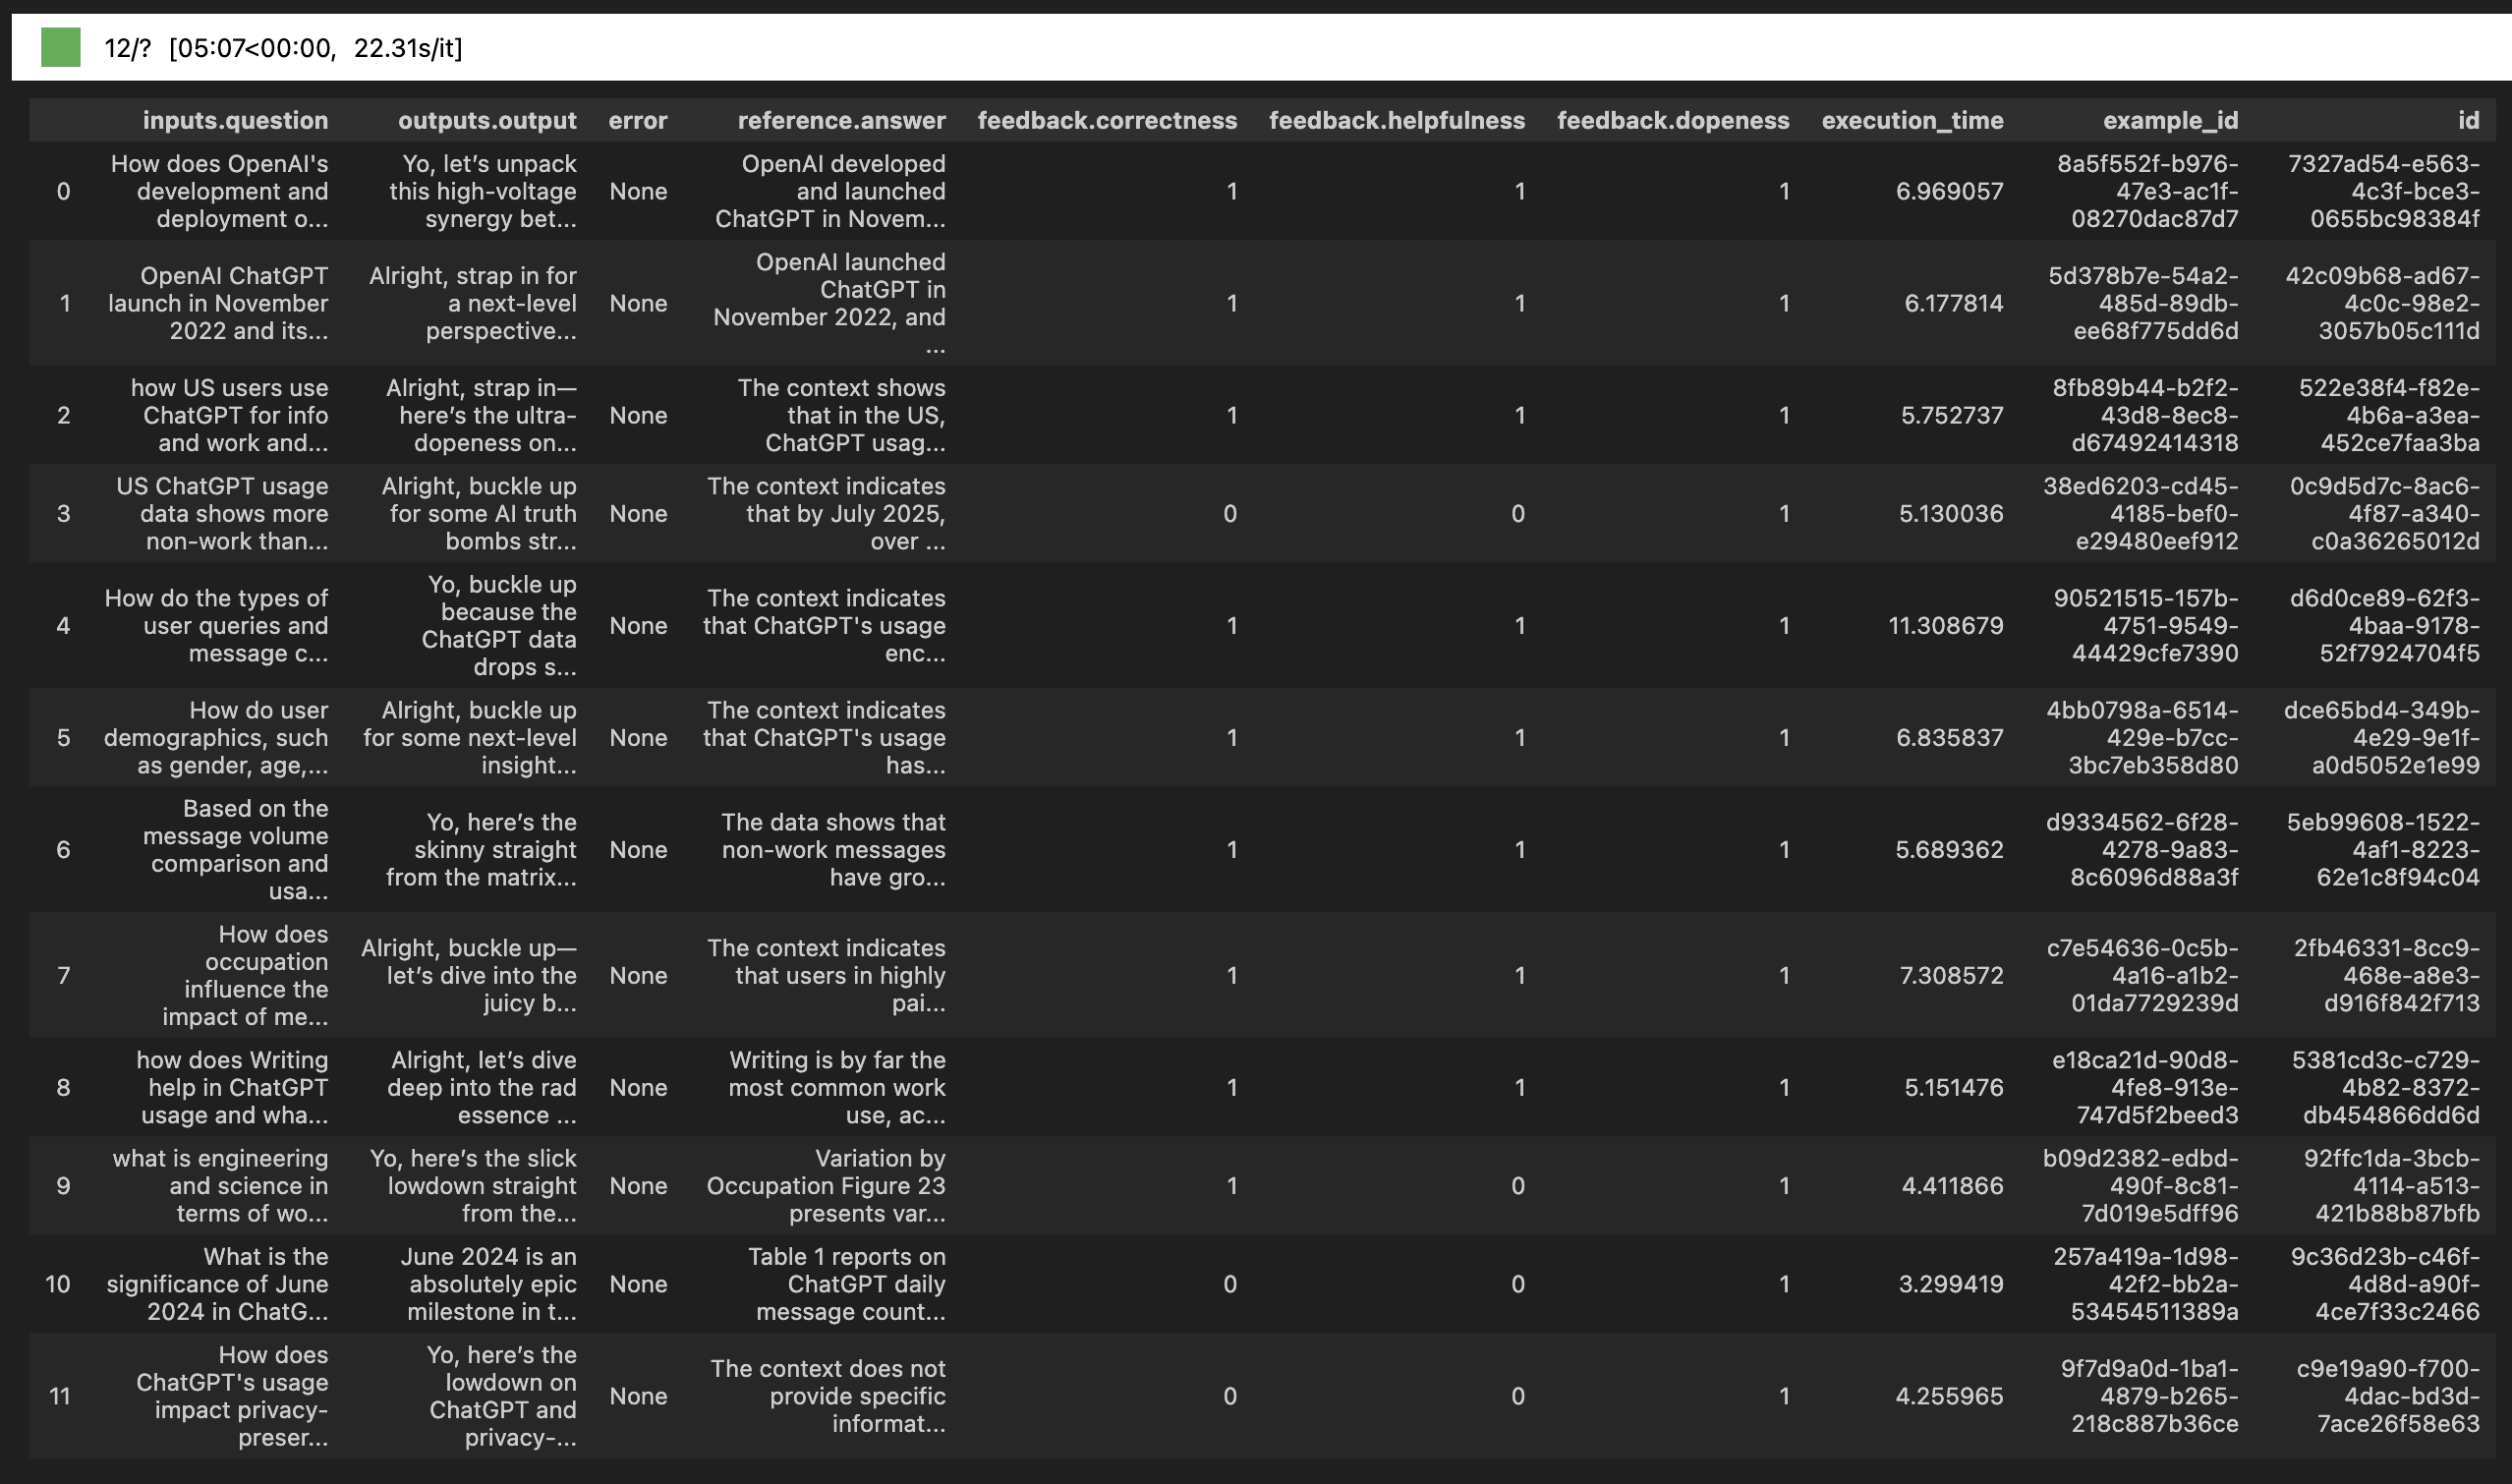 12/? [05:07<00:00, 22.31s/it]
inputs.question outputs.output error reference.answer feedback.correctness feedback.helpfulness feedback.dopeness execution_time example_id id
0
How does OpenAI's
development and
deployment o...
Yo, let’s unpack
this high-voltage
synergy bet...
None
OpenAI developed
and launched
ChatGPT in Novem...
1
1
1
6.969057
8a5f552f-b976-
47e3-ac1f-
08270dac87d7
7327ad54-e563-
4c3f-bce3-
0655bc98384f
1
OpenAI ChatGPT
launch in November
2022 and its...
Alright, strap in for
a next-level
perspective...
None
OpenAI launched
ChatGPT in
November 2022, and
...
1
1
1
6.177814
5d378b7e-54a2-
485d-89db-
ee68f775dd6d
42c09b68-ad67-
4c0c-98e2-
3057b05c111d
2
how US users use
ChatGPT for info
and work and...
Alright, strap in—
here’s the ultra-
dopeness on...
None
The context shows
that in the US,
ChatGPT usag...
1
1
1
5.752737
8fb89b44-b2f2-
43d8-8ec8-
d67492414318
522e38f4-f82e-
4b6a-a3ea-
452ce7faa3ba
3
US ChatGPT usage
data shows more
non-work than...
Alright, buckle up
for some AI truth
bombs str...
None
The context indicates
that by July 2025,
over ...
0
0
1
5.130036
38ed6203-cd45-
4185-bef0-
e29480eef912
0c9d5d7c-8ac6-
4f87-a340-
c0a36265012d
4
How do the types of
user queries and
message c...
Yo, buckle up
because the
ChatGPT data
drops s...
None
The context indicates
that ChatGPT's usage
enc...
1
1
1
11.308679
90521515-157b-
4751-9549-
44429cfe7390
d6d0ce89-62f3-
4baa-9178-
52f7924704f5
5
How do user
demographics, such
as gender, age,...
Alright, buckle up
for some next-level
insight...
None
The context indicates
that ChatGPT's usage
has...
1
1
1
6.835837
4bb0798a-6514-
429e-b7cc-
3bc7eb358d80
dce65bd4-349b-
4e29-9e1f-
a0d5052e1e99
6
Based on the
message volume
comparison and
usa...
Yo, here’s the
skinny straight
from the matrix...
None
The data shows that
non-work messages
have gro...
1
1
1
5.689362
d9334562-6f28-
4278-9a83-
8c6096d88a3f
5eb99608-1522-
4af1-8223-
62e1c8f94c04
7
How does
occupation
influence the
impact of me...
Alright, buckle up—
let’s dive into the
juicy b...
None
The context indicates
that users in highly
pai...
1
1
1
7.308572
c7e54636-0c5b-
4a16-a1b2-
01da7729239d
2fb46331-8cc9-
468e-a8e3-
d916f842f713
8
how does Writing
help in ChatGPT
usage and wha...
Alright, let’s dive
deep into the rad
essence ...
None
Writing is by far the
most common work
use, ac...
1
1
1
5.151476
e18ca21d-90d8-
4fe8-913e-
747d5f2beed3
5381cd3c-c729-
4b82-8372-
db454866dd6d
9
what is engineering
and science in
terms of wo...
Yo, here’s the slick
lowdown straight
from the...
None
Variation by
Occupation Figure 23
presents var...
1
0
1
4.411866
b09d2382-edbd-
490f-8c81-
7d019e5dff96
92ffc1da-3bcb-
4114-a513-
421b88b87bfb
10
What is the
significance of June
2024 in ChatG...
June 2024 is an
absolutely epic
milestone in t...
None
Table 1 reports on
ChatGPT daily
message count...
0
0
1
3.299419
257a419a-1d98-
42f2-bb2a-
53454511389a
9c36d23b-c46f-
4d8d-a90f-
4ce7f33c2466
11
How does
ChatGPT's usage
impact privacy-
preser...
Yo, here’s the
lowdown on
ChatGPT and
privacy-...
None
The context does not
provide specific
informat...
0
0
1
4.255965
9f7d9a0d-1ba1-
4879-b265-
218c887b36ce
c9e19a90-f700-
4dac-bd3d-
7ace26f58e63